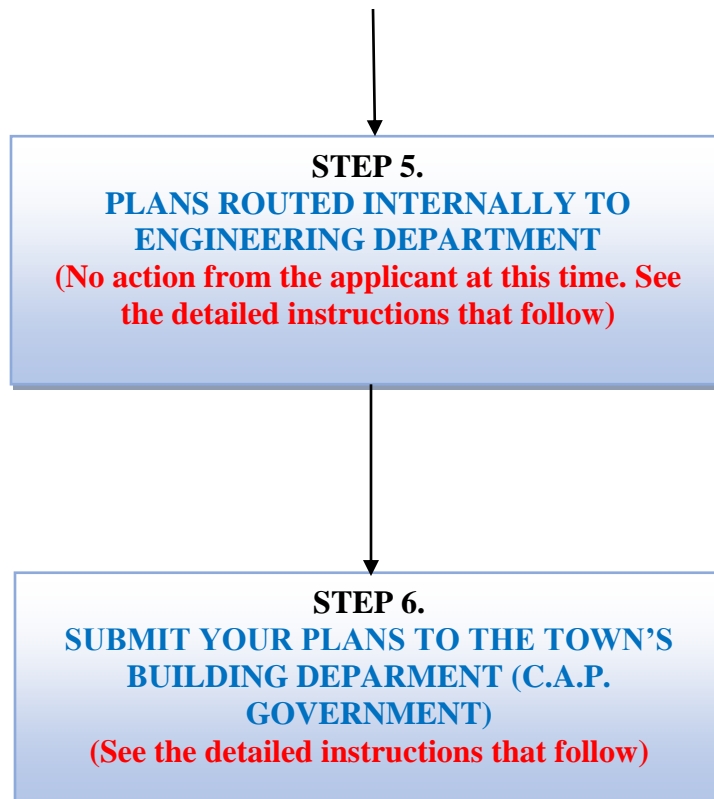 STEP 5.
PLANS ROUTED INTERNALLY TO
ENGINEERING DEPARTMENT
(No action from the applicant at this time. See
the detailed instructions that follow)
STEP 6.
SUBMIT YOUR PLANS TO THE TOWN’S
BUILDING DEPARMENT (C.A.P.
GOVERNMENT)
(See the detailed instructions that follow)